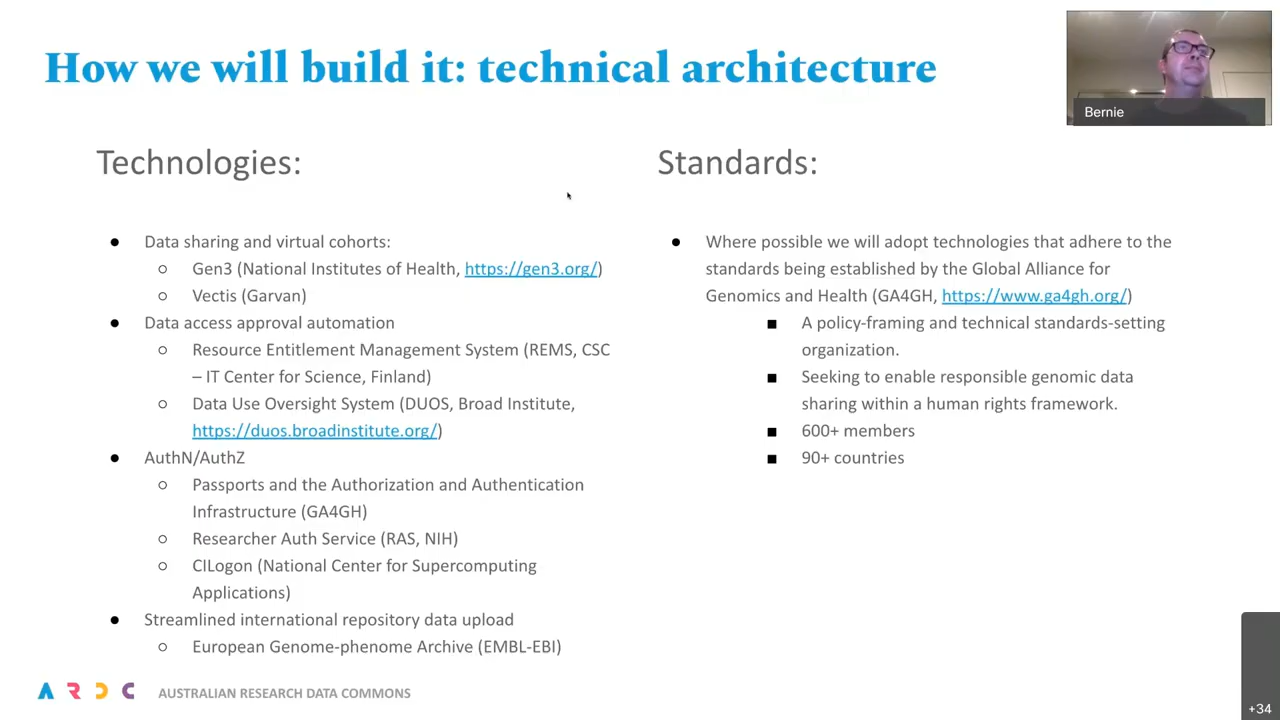 How we will build it: technical architecture
Bernie
Technologies:
● Data sharing and virtual cohorts:
○ Gen3 (National Institutes of Health, https://gen3.org/)
○ Vectis (Garvan)
● Data access approval automation
○ Resource Entitlement Management System (REMS, CSC
– IT Center for Science, Finland)
○ Data Use Oversight System (DUOS, Broad Institute,
https://duos.broadinstitute.org/)
● AuthN/AuthZ
○ Passports and the Authorization and Authentication
Infrastructure (GA4GH)
○ Researcher Auth Service (RAS, NIH)
○ CILogon (National Center for Supercomputing
Applications)
● Streamlined international repository data upload
○ European Genome-phenome Archive (EMBL-EBI)
Standards:
● Where possible we will adopt technologies that adhere to the
standards being established by the Global Alliance for
Genomics and Health (GA4GH, https://www.ga4gh.org/)
■ A policy-framing and technical standards-setting
organization.
■ Seeking to enable responsible genomic data
sharing within a human rights framework.
■ 600+ members
■ 90+ countries
ARDC AUSTRALIAN RESEARCH DATA COMMONS
+34